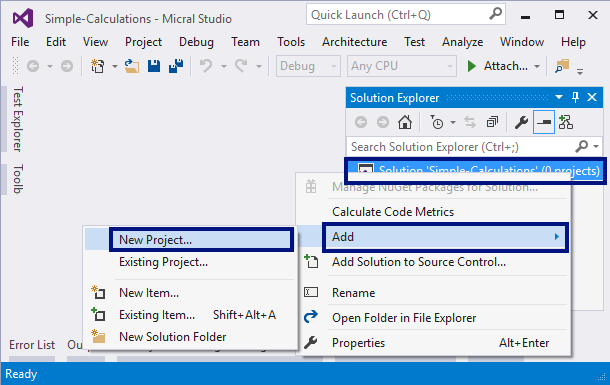 Simple-Calculations - Micral Studio
Quick Launch (Ctrl+Q)
File Edit View Project Debug Team Tools Architecture Test Analyze Window Help
Debug Any CPU Attach...
Test Explorer
Toolb
Solution Explorer
Search Solution Explorer (Ctrl+;)
Solution 'Simple-Calculations' (0 projects)
Manage NuGet Packages for Solution...
Calculate Code Metrics
Add
Add Solution to Source Control...
Rename
Open Folder in File Explorer
Properties Alt+Enter
New Project...
Existing Project...
New Item...
Existing Item... Shift+Alt+A
New Solution Folder
Error List
Ready